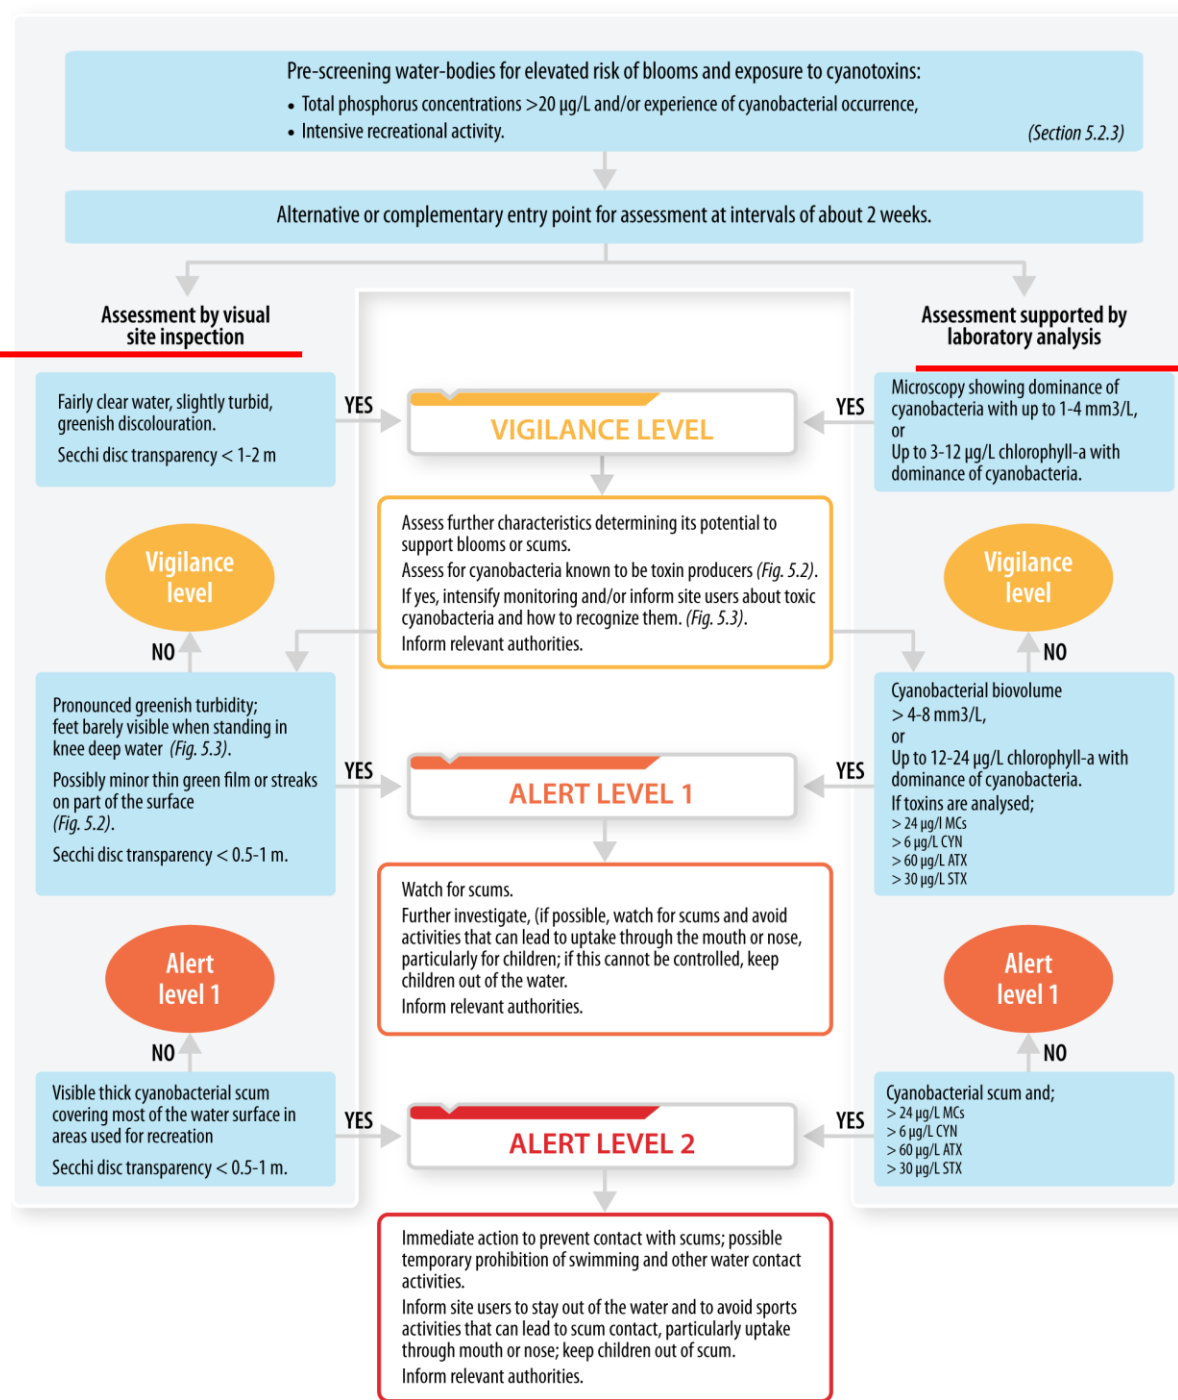 Pre-screening water-bodies for elevated risk of blooms and exposure to cyanotoxins:
• Total phosphorus concentrations >20 µg/L and/or experience of cyanobacterial occurrence,
• Intensive recreational activity.
(Section 5.2.3)
Alternative or complementary entry point for assessment at intervals of about 2 weeks.
Assessment by visual
site inspection
Assessment supported by
laboratory analysis
Fairly clear water, slightly turbid,
greenish discolouration.
Secchi disc transparency < 1-2 m
YES
VIGILANCE LEVEL
YES
Microscopy showing dominance of
cyanobacteria with up to 1-4 mm3/L,
or
Up to 3-12 µg/L chlorophyll-a with
dominance of cyanobacteria.
Assess further characteristics determining its potential to
support blooms or scums.
Assess for cyanobacteria known to be toxin producers (Fig. 5.2).
If yes, intensify monitoring and/or inform site users about toxic
cyanobacteria and how to recognize them. (Fig. 5.3).
Inform relevant authorities.
Vigilance
level
NO
Vigilance
level
NO
Pronounced greenish turbidity;
feet barely visible when standing in
knee deep water (Fig. 5.3).
Possibly minor thin green film or streaks
on part of the surface
(Fig. 5.2).
Secchi disc transparency < 0.5-1 m.
YES
ALERT LEVEL 1
YES
Cyanobacterial biovolume
> 4-8 mm3/L,
or
Up to 12-24 µg/L chlorophyll-a with
dominance of cyanobacteria.
If toxins are analysed;
> 24 µg/l MCs
> 6 µg/L CYN
> 60 µg/L ATX
> 30 µg/L STX
Watch for scums.
Further investigate, (if possible, watch for scums and avoid
activities that can lead to uptake through the mouth or nose,
particularly for children; if this cannot be controlled, keep
children out of the water.
Inform relevant authorities.
Alert
level 1
NO
Alert
level 1
NO
Visible thick cyanobacterial scum
covering most of the water surface in
areas used for recreation
Secchi disc transparency < 0.5-1 m.
YES
ALERT LEVEL 2
YES
Cyanobacterial scum and;
> 24 µg/L MCs
> 6 µg/L CYN
> 60 µg/L ATX
> 30 µg/L STX
Immediate action to prevent contact with scums; possible
temporary prohibition of swimming and other water contact
activities.
Inform site users to stay out of the water and to avoid sports
activities that can lead to scum contact, particularly uptake
through mouth or nose; keep children out of scum.
Inform relevant authorities.